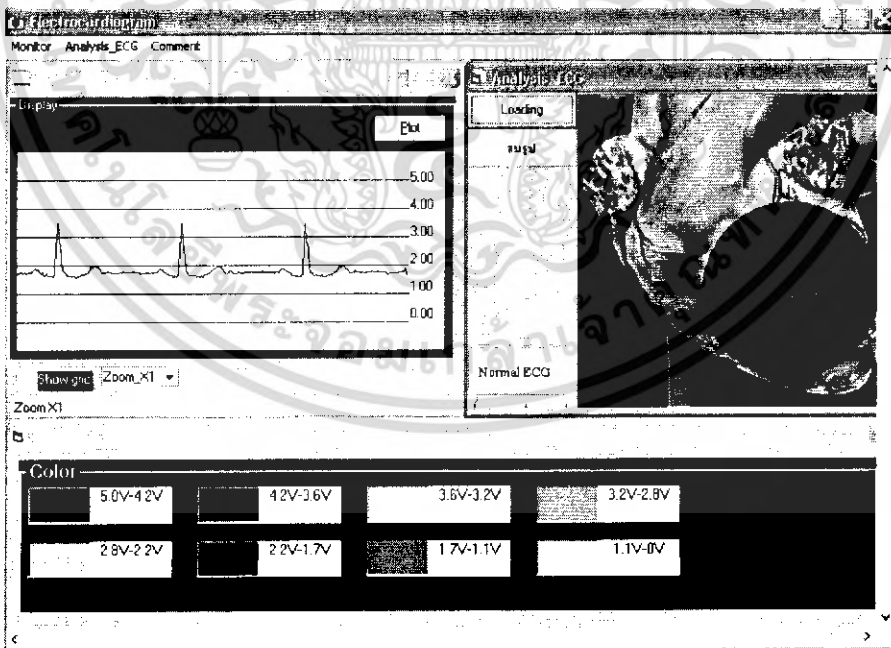 Electrocardiogram
Monitor Analysis_ECG Comment
Display
Plot
5.00
4.00
3.00
2.00
1.00
0.00
Show grid Zoom_X1
Zoom X1
Analysis_ECG
Loading
Normal ECG
Color
5.0V-4.2V 4.2V-3.6V 3.6V-3.2V 3.2V-2.8V
2.8V-2.2V 2.2V-1.7V 1.7V-1.1V 1.1V-0V